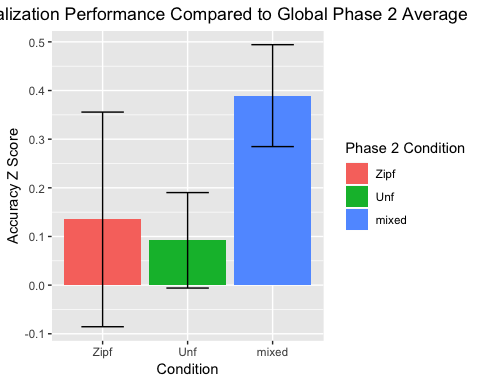 alization Performance Compared to Global Phase 2 Average
0.5
0.4
0.3
0.2
0.1
0.0
-0.1
Accuracy Z Score
Zipf
Unf
mixed
Condition
Phase 2 Condition
Zipf
Unf
mixed